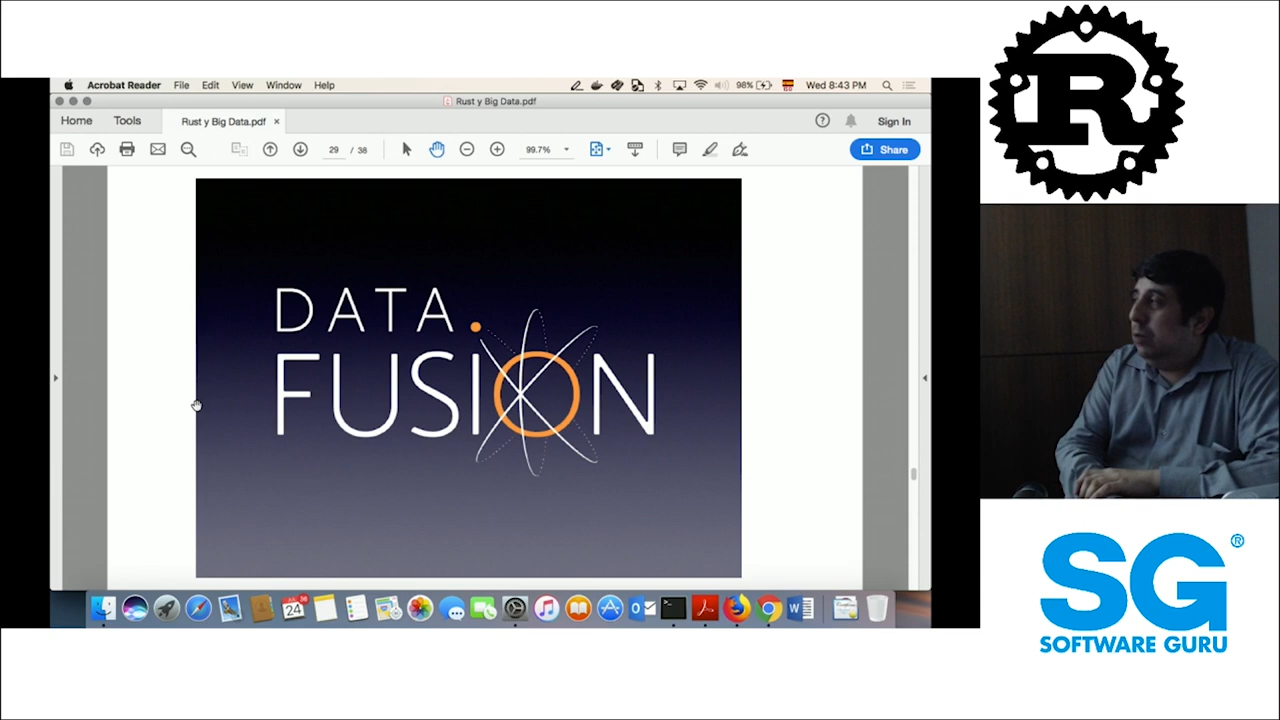 Acrobat Reader File Edit View Window Help 98% Wed 8:43 PM
Rust y Big Data.pdf
Home Tools Rust y Big Data.pdf × Sign In
29 / 38 99.7% Share
DATA
FUSION
R
SG®
SOFTWARE GURU